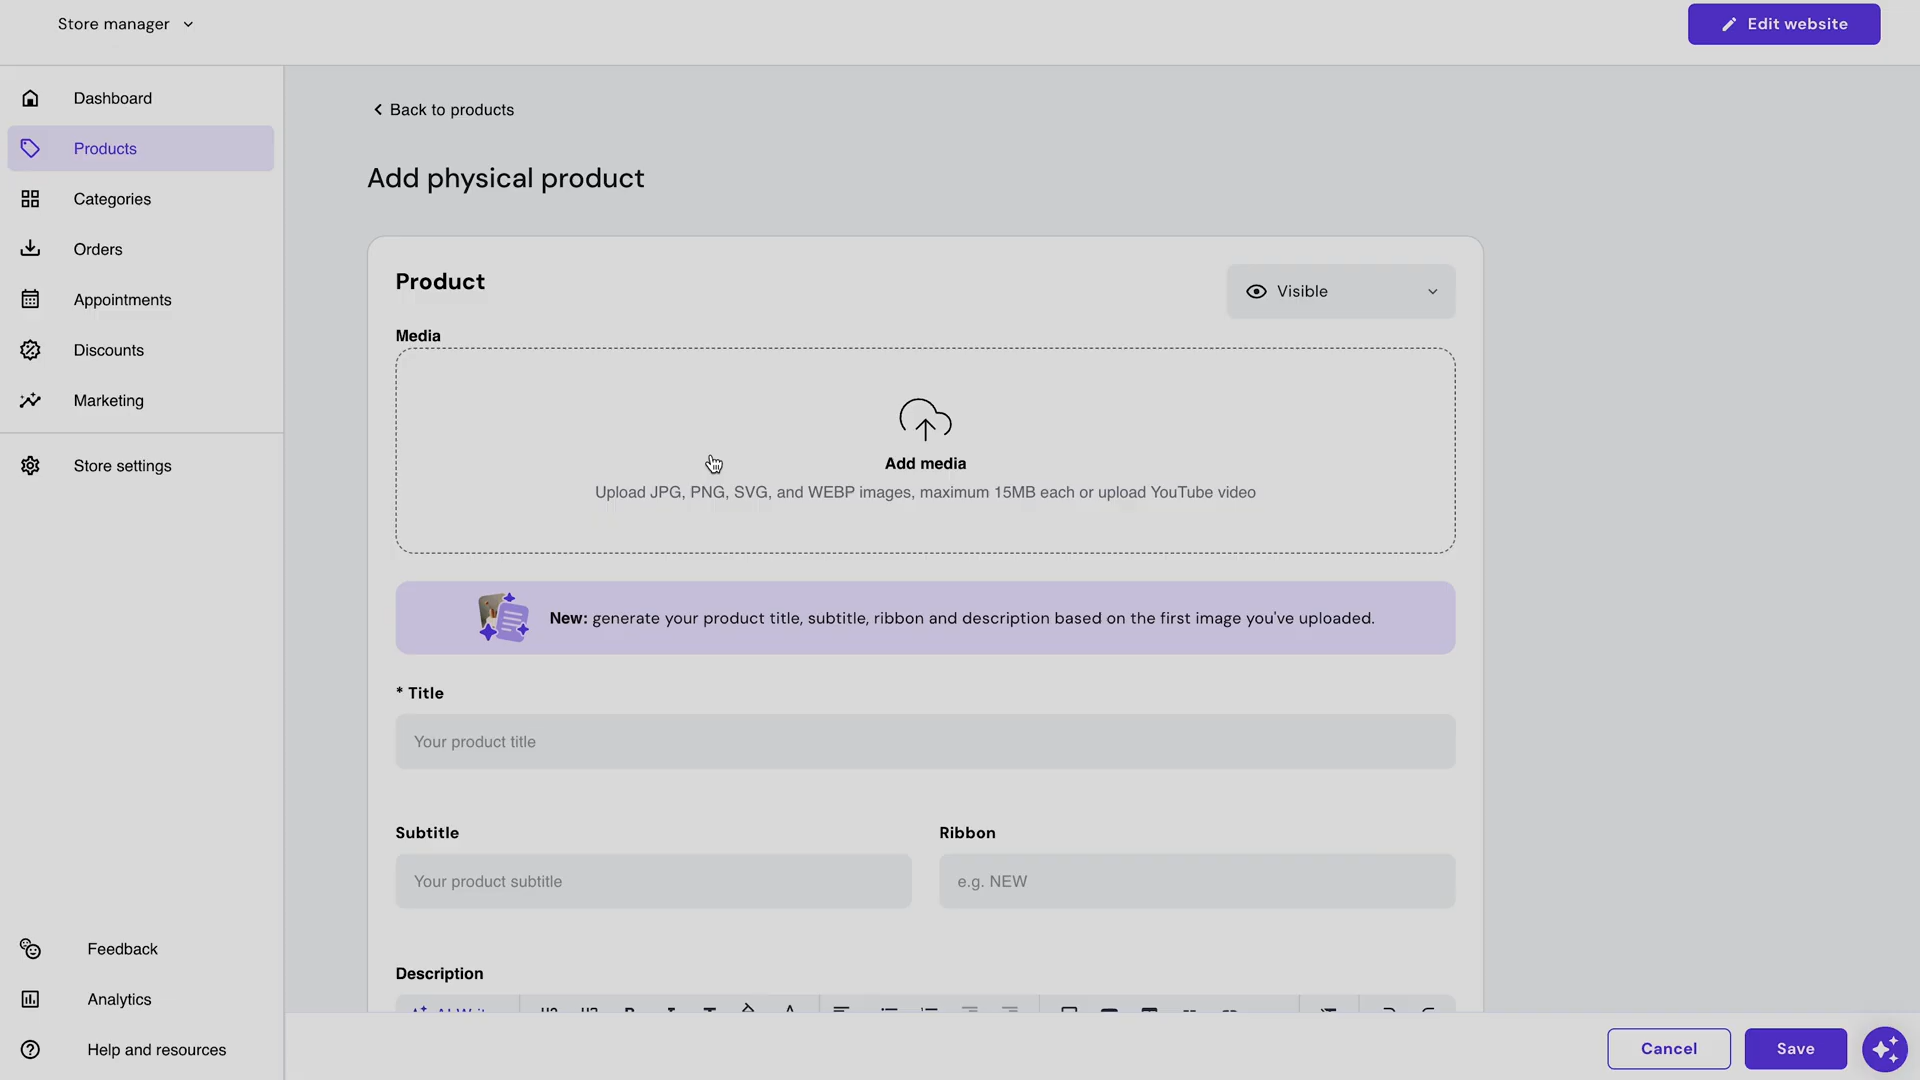 Store manager
Edit website
Dashboard
Products
Categories
Orders
Appointments
Discounts
Marketing
Store settings
Feedback
Analytics
Help and resources
Back to products
Add physical product
Product
Visible
Media
Add media
Upload JPG, PNG, SVG, and WEBP images, maximum 15MB each or upload YouTube video
New: generate your product title, subtitle, ribbon and description based on the first image you've uploaded.
* Title
Your product title
Subtitle
Ribbon
Your product subtitle
e.g. NEW
Description
Cancel
Save